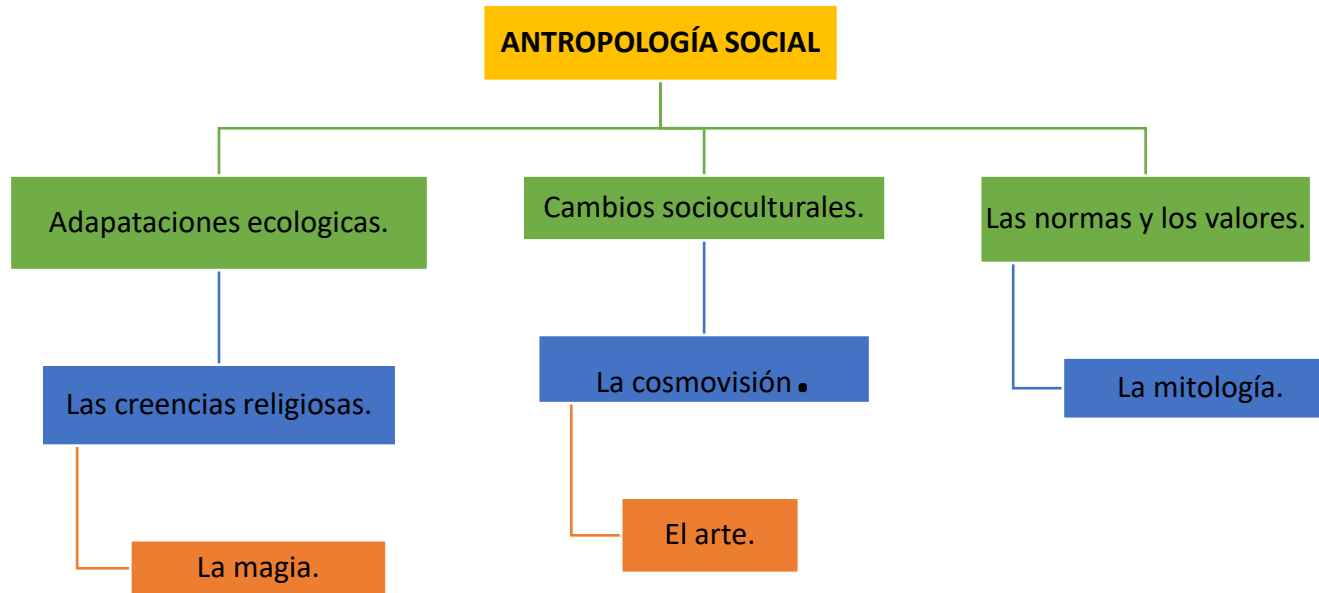 ANTROPOLOGÍA SOCIAL
Adapataciones ecologicas.
Cambios socioculturales.
Las normas y los valores.
Las creencias religiosas.
La cosmovisión.
La mitología.
La magia.
El arte.